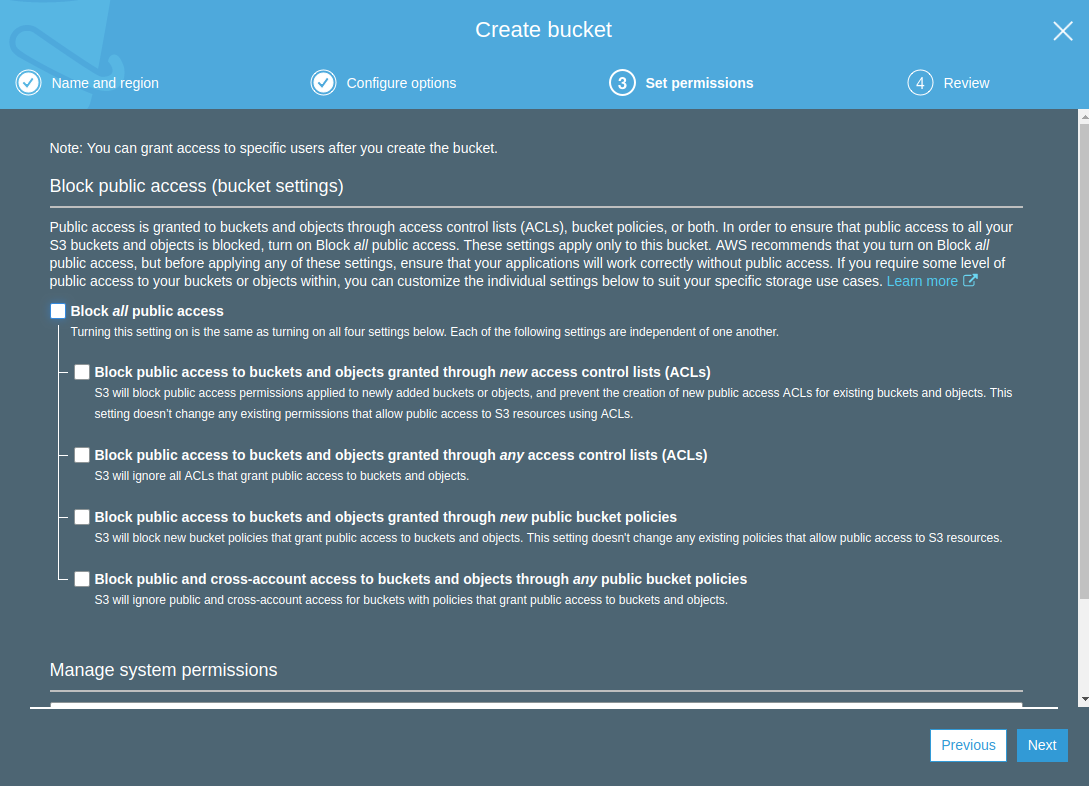 Create bucket
Name and region
Configure options
3 Set permissions
4 Review
Note: You can grant access to specific users after you create the bucket.
Block public access (bucket settings)
Public access is granted to buckets and objects through access control lists (ACLs), bucket policies, or both. In order to ensure that public access to all your
S3 buckets and objects is blocked, turn on Block all public access. These settings apply only to this bucket. AWS recommends that you turn on Block all
public access, but before applying any of these settings, ensure that your applications will work correctly without public access. If you require some level of
public access to your buckets or objects within, you can customize the individual settings below to suit your specific storage use cases. Learn more
Block all public access
Turning this setting on is the same as turning on all four settings below. Each of the following settings are independent of one another.
Block public access to buckets and objects granted through new access control lists (ACLs)
S3 will block public access permissions applied to newly added buckets or objects, and prevent the creation of new public access ACLs for existing buckets and objects. This
setting doesn't change any existing permissions that allow public access to S3 resources using ACLs.
Block public access to buckets and objects granted through any access control lists (ACLs)
S3 will ignore all ACLs that grant public access to buckets and objects.
Block public access to buckets and objects granted through new public bucket policies
S3 will block new bucket policies that grant public access to buckets and objects. This setting doesn't change any existing policies that allow public access to S3 resources.
Block public and cross-account access to buckets and objects through any public bucket policies
S3 will ignore public and cross-account access for buckets with policies that grant public access to buckets and objects.
Manage system permissions
Previous
Next